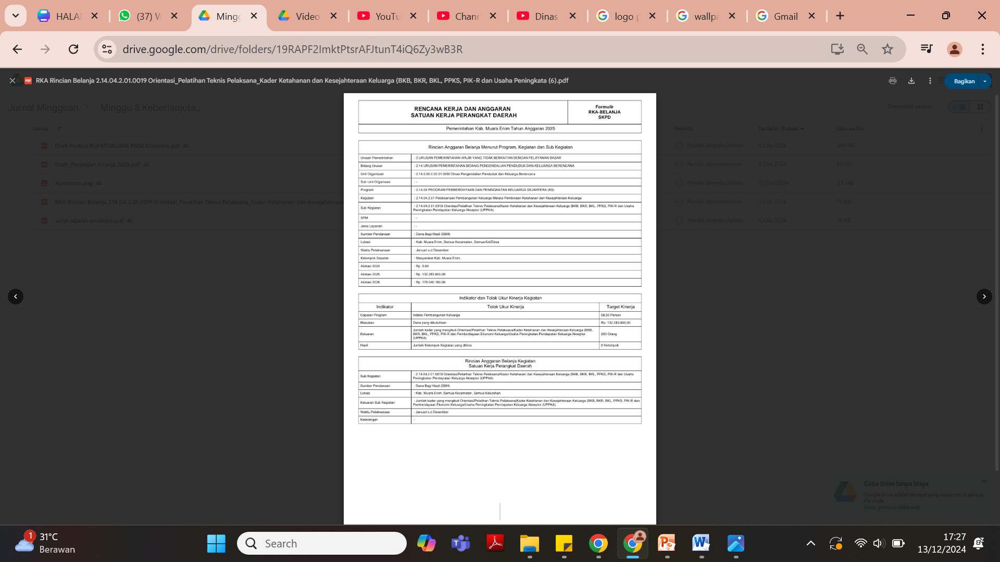 HALA
(37) W
Ming
Video
YouTu
Chanr
Dinas
logo p
wallpa
Gmail
drive.google.com/drive/folders/19RAPF2ImktPtsrAFJtunT4iQ6Zy3wB3R
RKA Rincian Belanja 2.14.04.2.01.0019 Orientasi_Pelatihan Teknis Pelaksana_Kader Ketahanan dan Kesejahteraan Keluarga (BKB, BKR, BKL, PPKS, PIK-R dan Usaha Peningkata (6).pdf
Bagikan
Jurnal Mingguan
Minggu 8 Keberlanjuta...
Download semua
Nama
Pemilik
Terakhir diubah
Ukuran file
Draft Perbup BUPATI MUARA ENIM Sinderela.pdf
Pemilik disembunyikan
5 Des 2024
254 KB
Draft_Perjanjian Kinerja 2025.pdf
Pemilik disembunyikan
5 Des 2024
80 KB
Komitmen.png
Pemilik disembunyikan
10 Des 2024
2,8 MB
RKA Rincian Belanja 2.14.04.2.01.0019 Orientasi_Pelatihan Teknis Pelaksana_Kader Ketahanan dan Kesejahteraan
Pemilik disembunyikan
5 Des 2024
95 KB
surat edaran sinderela.pdf
Pemilik disembunyikan
5 Des 2024
36 KB
RENCANA KERJA DAN ANGGARAN
SATUAN KERJA PERANGKAT DAERAH
Formulir
RKA-BELANJA
SKPD
Pemerintahan Kab. Muara Enim Tahun Anggaran 2025
Rincian Anggaran Belanja Menurut Program, Kegiatan dan Sub Kegiatan
Urusan Pemerintahan : 2 URUSAN PEMERINTAHAN WAJIB YANG TIDAK BERKAITAN DENGAN PELAYANAN DASAR
Bidang Urusan : 2.14 URUSAN PEMERINTAHAN BIDANG PENGENDALIAN PENDUDUK DAN KELUARGA BERENCANA
Unit Organisasi : 2.14.0.00.0.00.01.0000 Dinas Pengendalian Penduduk dan Keluarga Berencana
Sub Unit Organisasi : -
Program : 2.14.04 PROGRAM PEMBERDAYAAN DAN PENINGKATAN KELUARGA SEJAHTERA (KS)
Kegiatan : 2.14.04.2.01 Pelaksanaan Pembangunan Keluarga Melalui Pembinaan Ketahanan dan Kesejahteraan Keluarga
Sub Kegiatan : 2.14.04.2.01.0019 Orientasi/Pelatihan Teknis Pelaksana/Kader Ketahanan dan Kesejahteraan Keluarga (BKB, BKR, BKL, PPKS, PIK-R dan Usaha
Peningkatan Pendapatan Keluarga Akseptor (UPPKA)
SPM : -
Jenis Layanan : -
Sumber Pendanaan : Dana Bagi Hasil (DBH)
Lokasi : Kab. Muara Enim, Semua Kecamatan, Semua Kel/Desa
Waktu Pelaksanaan : Januari s.d Desember
Kelompok Sasaran : Masyarakat Kab. Muara Enim
Alokasi 2024 : Rp. 0,00
Alokasi 2025 : Rp. 132.283.800,00
Alokasi 2026 : Rp. 179.040.180,00
Indikator dan Tolak Ukur Kinerja Kegiatan
Indikator Tolok Ukur Kinerja Target Kinerja
Capaian Program Indeks Pembangunan Keluarga 58,50 Persen
Masukan Dana yang dibutuhkan Rp. 132.283.800,00
Keluaran Jumlah kader yang mengikuti Orientasi/Pelatihan Teknis Pelaksana/Kader Ketahanan dan Kesejahteraan Keluarga (BKB,
BKR, BKL, PPKS, PIK-R dan Pemberdayaan Ekonomi Keluarga/Usaha Peningkatan Pendapatan Keluarga Akseptor
(UPPKA) 200 Orang
Hasil Jumlah Kelompok Kegiatan yang dibina 6 Kelompok
Rincian Anggaran Belanja Kegiatan
Satuan Kerja Perangkat Daerah
Sub Kegiatan : 2.14.04.2.01.0019 Orientasi/Pelatihan Teknis Pelaksana/Kader Ketahanan dan Kesejahteraan Keluarga (BKB, BKR, BKL, PPKS, PIK-R dan Usaha
Peningkatan Pendapatan Keluarga Akseptor (UPPKA)
Sumber Pendanaan : Dana Bagi Hasil (DBH)
Lokasi : Kab. Muara Enim, Semua Kecamatan, Semua Kelurahan
Keluaran Sub Kegiatan : Jumlah kader yang mengikuti Orientasi/Pelatihan Teknis Pelaksana/Kader Ketahanan dan Kesejahteraan Keluarga (BKB, BKR, BKL, PPKS, PIK-R dan
Pemberdayaan Ekonomi Keluarga/Usaha Peningkatan Pendapatan Keluarga Akseptor (UPPKA)
Waktu Pelaksanaan : Januari s.d Desember
Keterangan :
Coba Drive tanpa biaya
Google Drive adalah tempat yang aman untuk semua
file Anda
Mulai gunakan sekarang
1
31°C
Berawan
Search
17:27
13/12/2024